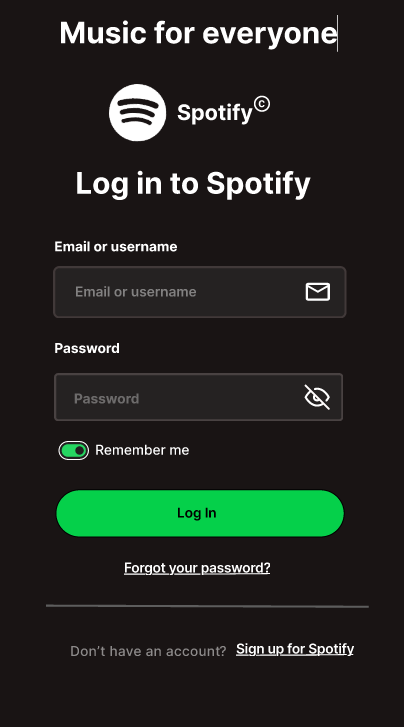 Music for everyone
Spotify©
Log in to Spotify
Email or username
Email or username
Password
Password
Remember me
Log In
Forgot your password?
Don't have an account? Sign up for Spotify